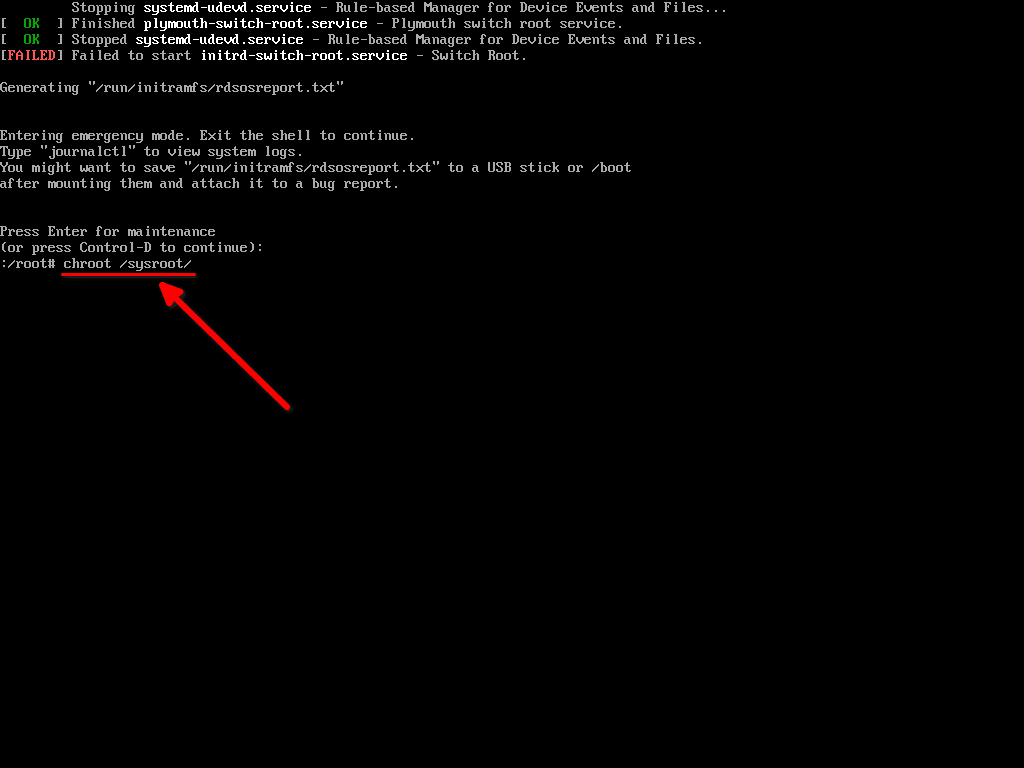 Stopping systemd-udevd.service - Rule-based Manager for Device Events and Files...
[  OK  ] Finished plymouth-switch-root.service - Plymouth switch root service.
[  OK  ] Stopped systemd-udevd.service - Rule-based Manager for Device Events and Files.
[FAILED] Failed to start initrd-switch-root.service - Switch Root.
Generating "/run/initramfs/rdsosreport.txt"
Entering emergency mode. Exit the shell to continue.
Type "journalctl" to view system logs.
You might want to save "/run/initramfs/rdsosreport.txt" to a USB stick or /boot
after mounting them and attach it to a bug report.
Press Enter for maintenance
(or press Control-D to continue):
:/root# chroot /sysroot/